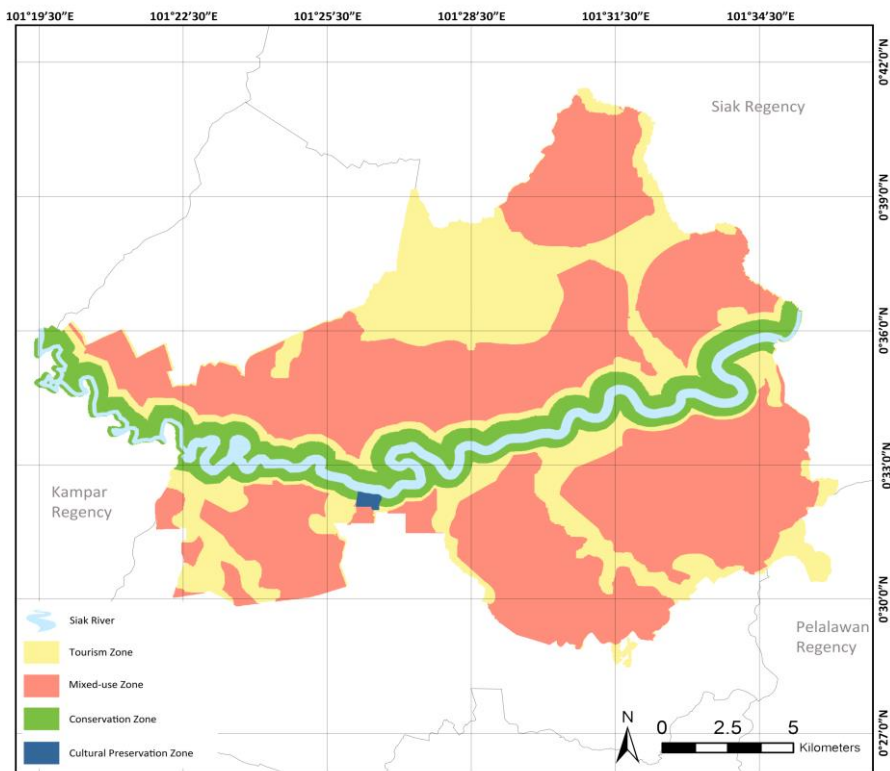 101°19'30"E 101°22'30"E 101°25'30"E 101°28'30"E 101°31'30"E 101°34'30"E
0°42'0"N
Siak Regency
0°39'0"N
0°36'0"N
0°33'0"N
Kampar
Regency
0°30'0"N
Pelalawan
Regency
0°27'0"N
Siak River
Tourism Zone
Mixed-use Zone
Conservation Zone
Cultural Preservation Zone
N
0 2.5 5
Kilometers